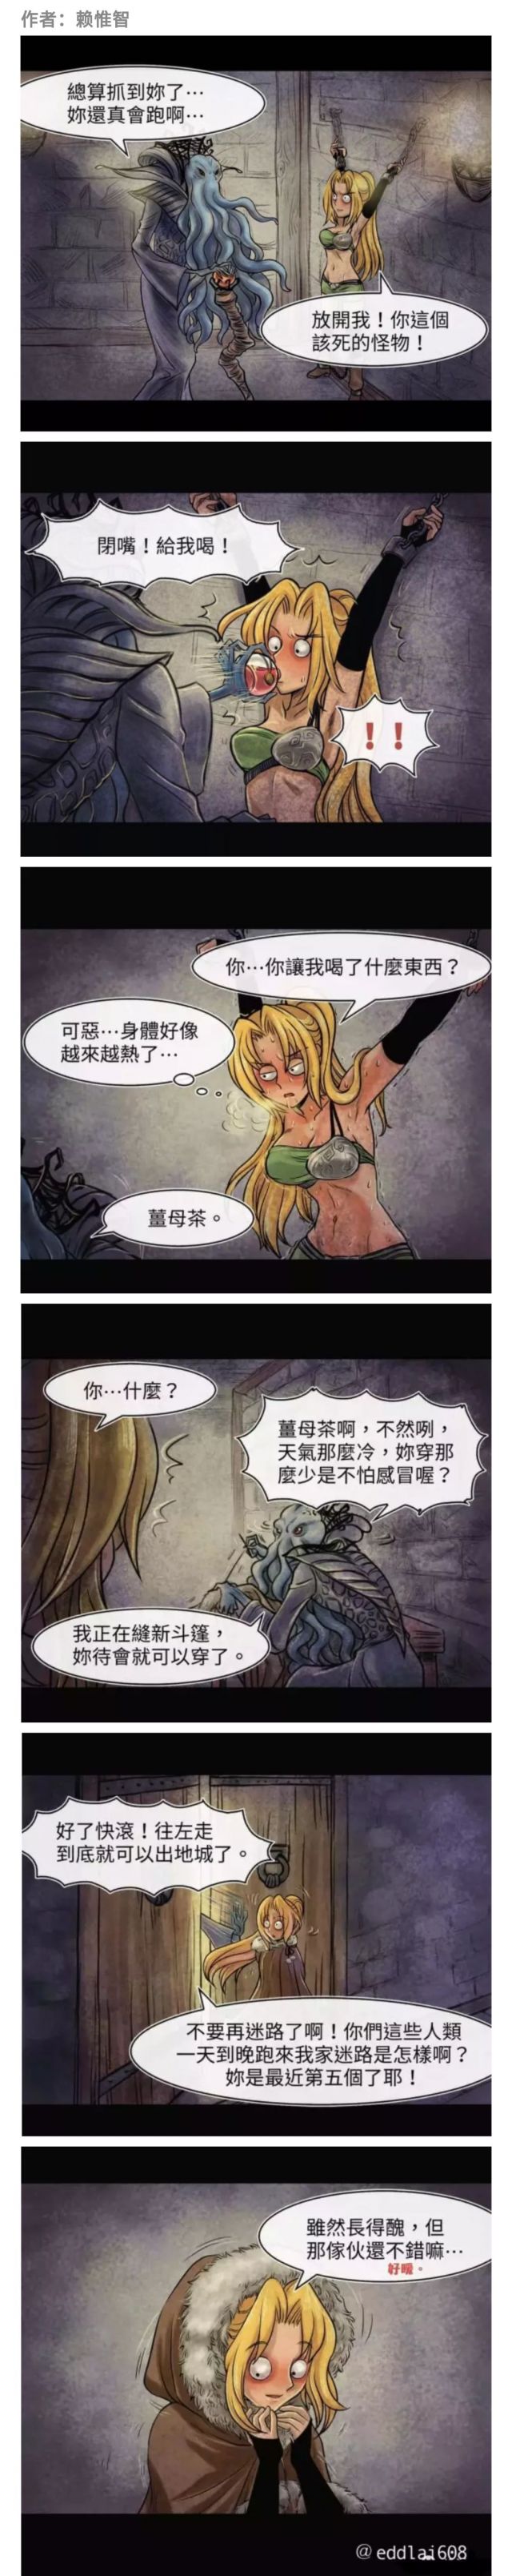 作者：赖惟智
總算抓到妳了⋯
妳還真會跑啊⋯
放開我！你這個
該死的怪物！
閉嘴！給我喝！
！！
你⋯你讓我喝了什麼東西？
可惡⋯身體好像
越來越熱了⋯
薑母茶。
你⋯什麼？
薑母茶啊，不然咧，
天氣那麼冷，妳穿那
麼少是不怕感冒喔？
我正在縫新斗篷，
妳待會就可以穿了。
好了快滾！往左走
到底就可以出地城了。
不要再迷路了啊！你們這些人類
一天到晚跑來我家迷路是怎樣啊？
妳是最近第五個了耶！
雖然長得醜，但
那傢伙還不錯嘛⋯
好暖。
@eddlai608